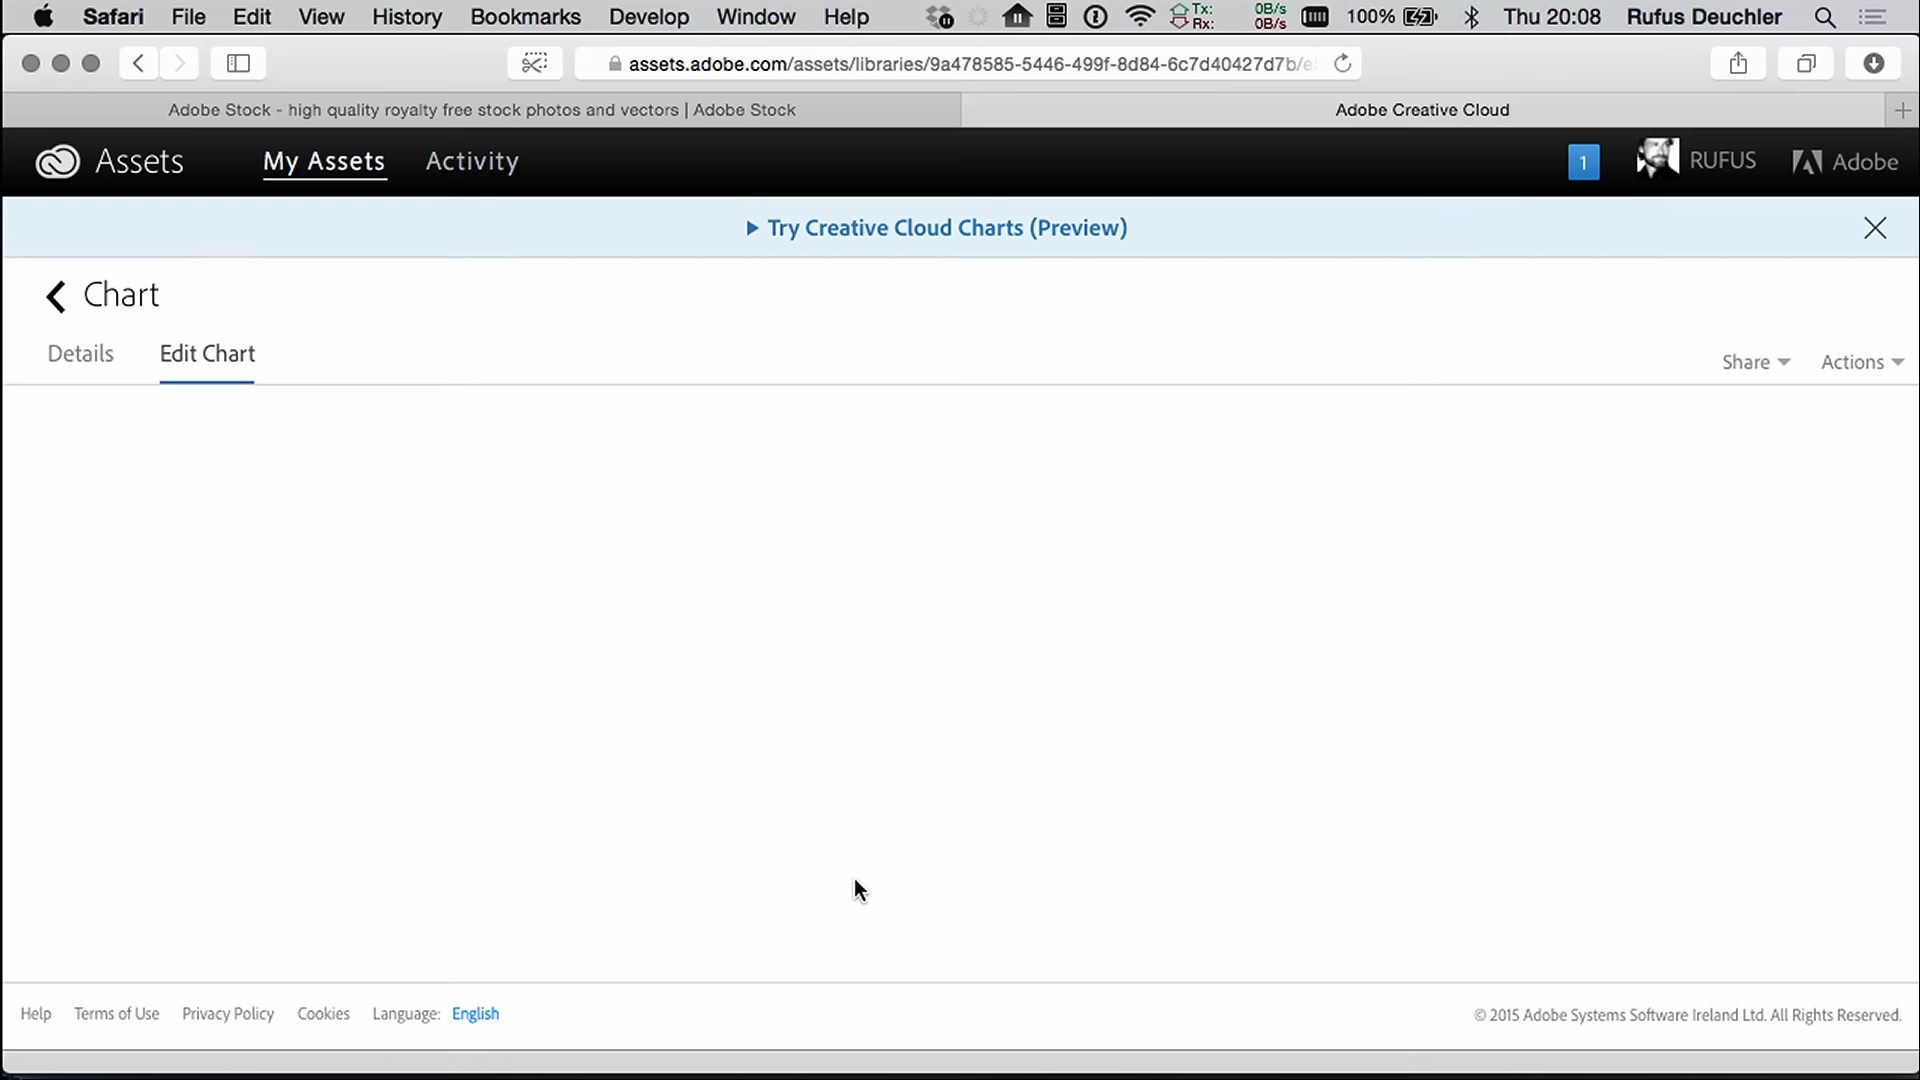 Safari File Edit View History Bookmarks Develop Window Help Tx: Rx: 0B/s 0B/s 100% Thu 20:08 Rufus Deuchler
assets.adobe.com/assets/libraries/9a478585-5446-499f-8d84-6c7d40427d7b/e
Adobe Stock - high quality royalty free stock photos and vectors | Adobe Stock Adobe Creative Cloud
Assets My Assets Activity 1 RUFUS Adobe
Try Creative Cloud Charts (Preview)
Chart
Details Edit Chart Share Actions
Help Terms of Use Privacy Policy Cookies Language: English © 2015 Adobe Systems Software Ireland Ltd. All Rights Reserved.